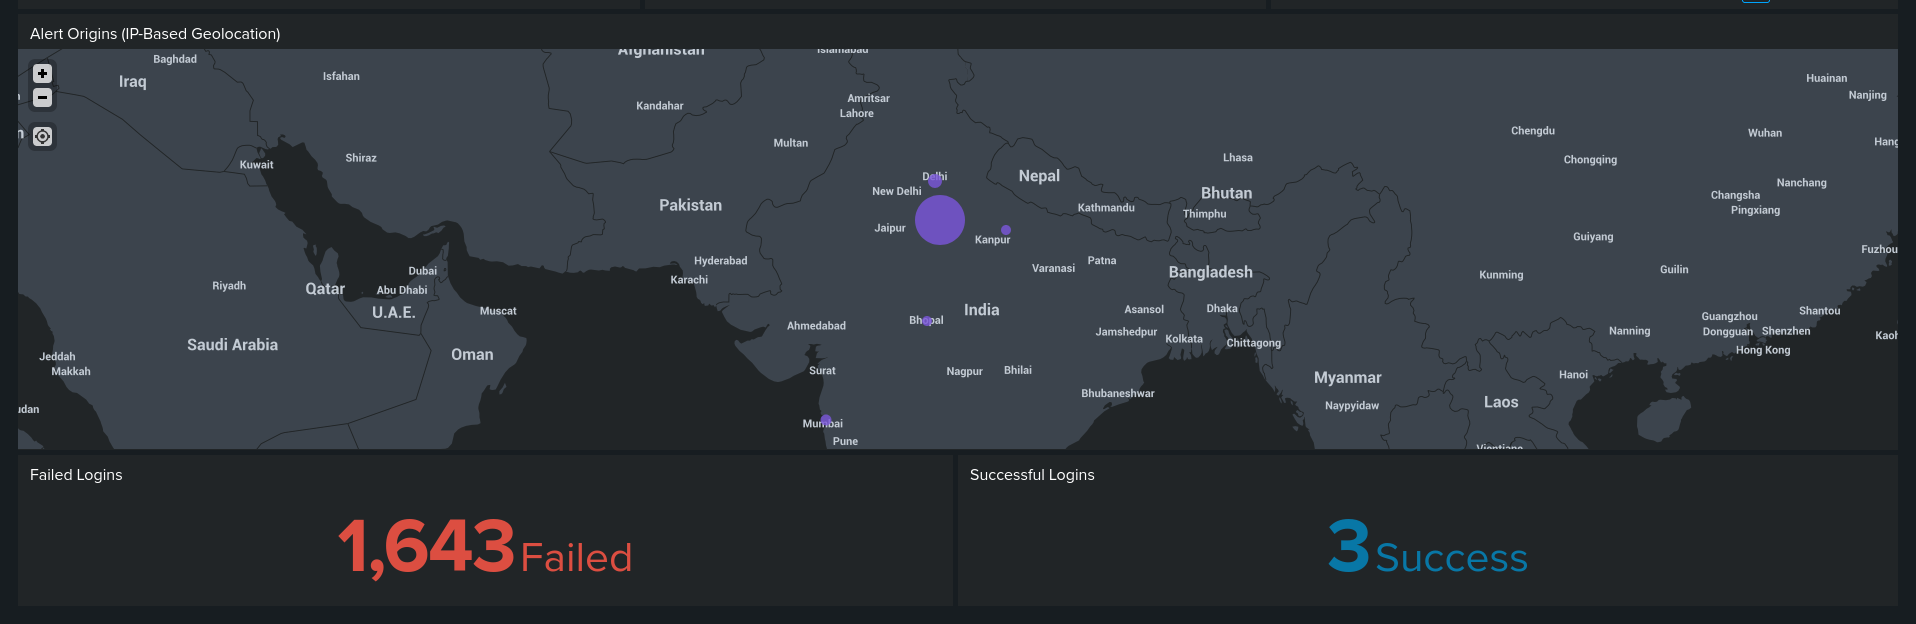 Alert Origins (IP-Based Geolocation)
Afghanistan
Islamabad
Baghdad
Iraq
Isfahan
Huainan
Nanjing
Kandahar
Amritsar
Lahore
Multan
Chengdu
Wuhan
Hang
Kuwait
Shiraz
Lhasa
Chongqing
Delhi
New Delhi
Nepal
Bhutan
Nanchang
Changsha
Pingxiang
Pakistan
Kathmandu
Thimphu
Jaipur
Kanpur
Guiyang
Fuzhou
Hyderabad
Karachi
Varanasi
Patna
Bangladesh
Kunming
Guilin
Dubai
Abu Dhabi
Riyadh
Qatar
U.A.E.
Muscat
India
Asansol
Dhaka
Bhopal
Ahmedabad
Jamshedpur
Kolkata
Chittagong
Nanning
Guangzhou
Dongguan
Shenzhen
Shantou
Hong Kong
Kaoh
Saudi Arabia
Jeddah
Makkah
Oman
Surat
Nagpur
Bhilai
Bhubaneshwar
Myanmar
Naypyidaw
Hanoi
Laos
udan
Mumbai
Pune
Vientiane
Failed Logins
1,643 Failed
Successful Logins
3 Success